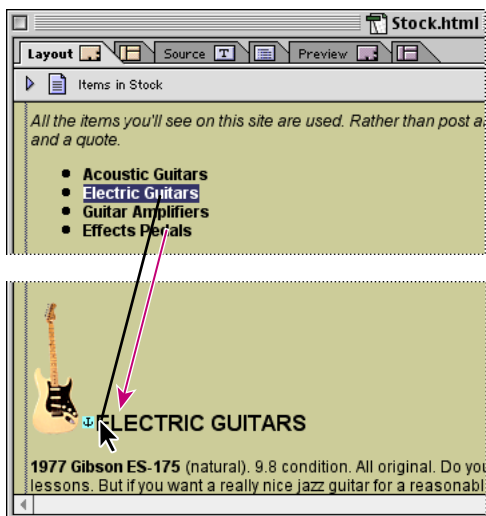 Stock.html
Layout Source T Preview
Items in Stock
All the items you'll see on this site are used. Rather than post a
and a quote.
Acoustic Guitars
Electric Guitars
Guitar Amplifiers
Effects Pedals
ELECTRIC GUITARS
1977 Gibson ES-175 (natural). 9.8 condition. All original. Do you
lessons. But if you want a really nice jazz guitar for a reasonabl